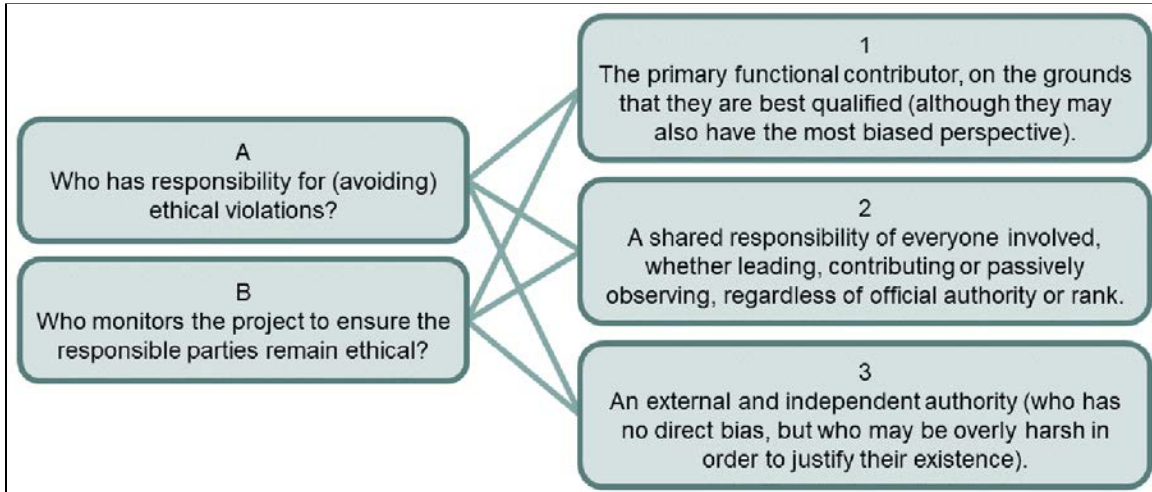 A
Who has responsibility for (avoiding)
ethical violations?
B
Who monitors the project to ensure the
responsible parties remain ethical?
1
The primary functional contributor, on the grounds
that they are best qualified (although they may
also have the most biased perspective).
2
A shared responsibility of everyone involved,
whether leading, contributing or passively
observing, regardless of official authority or rank.
3
An external and independent authority (who has
no direct bias, but who may be overly harsh in
order to justify their existence).